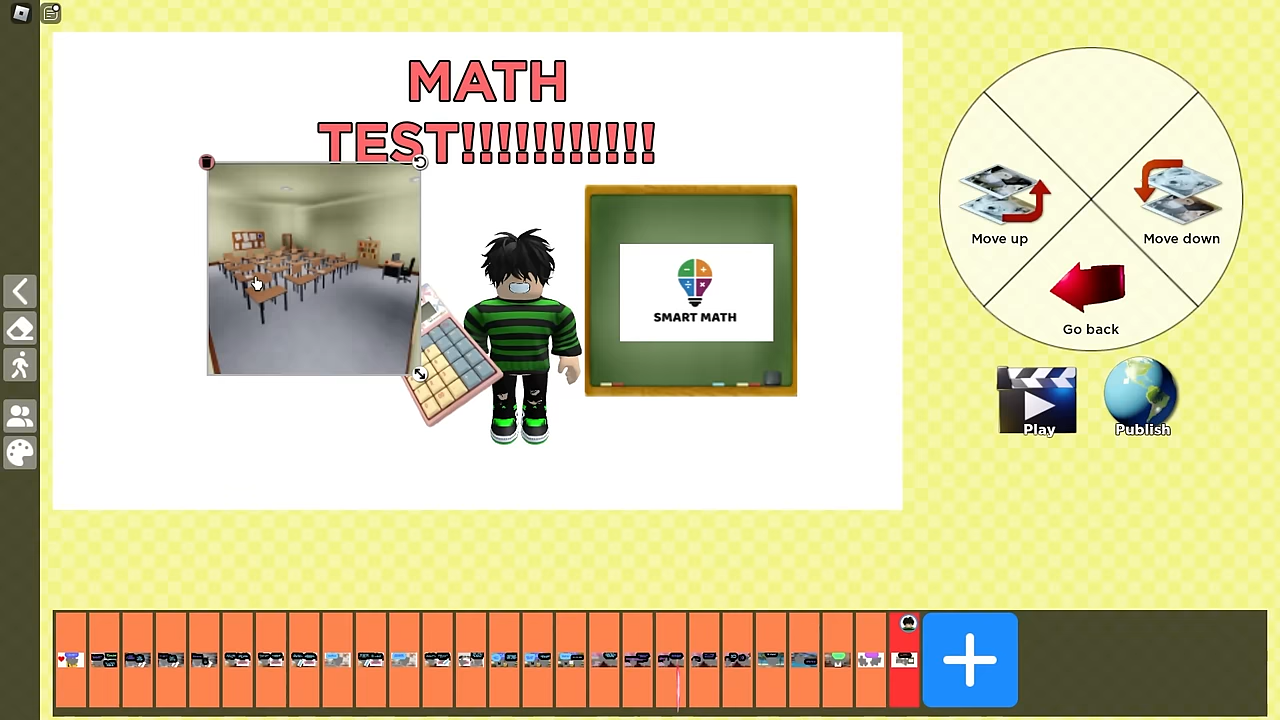 MATH
TEST!!!!!!!!!!!
SMART MATH
Move up
Move down
Go back
Play
Publish